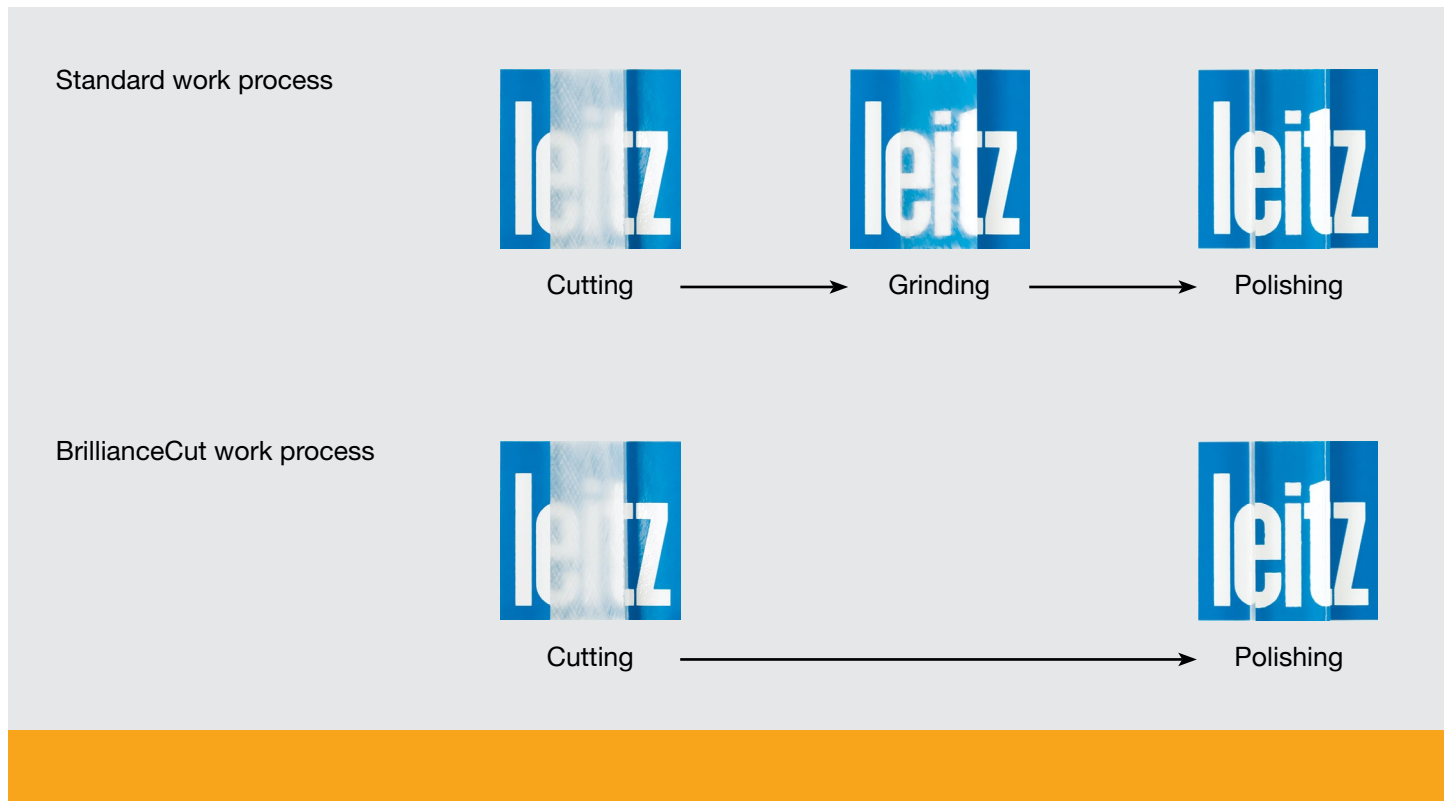 Standard work process
leitz
leitz
leitz
Cutting
Grinding
Polishing
BrillianceCut work process
leitz
leitz
Cutting
Polishing